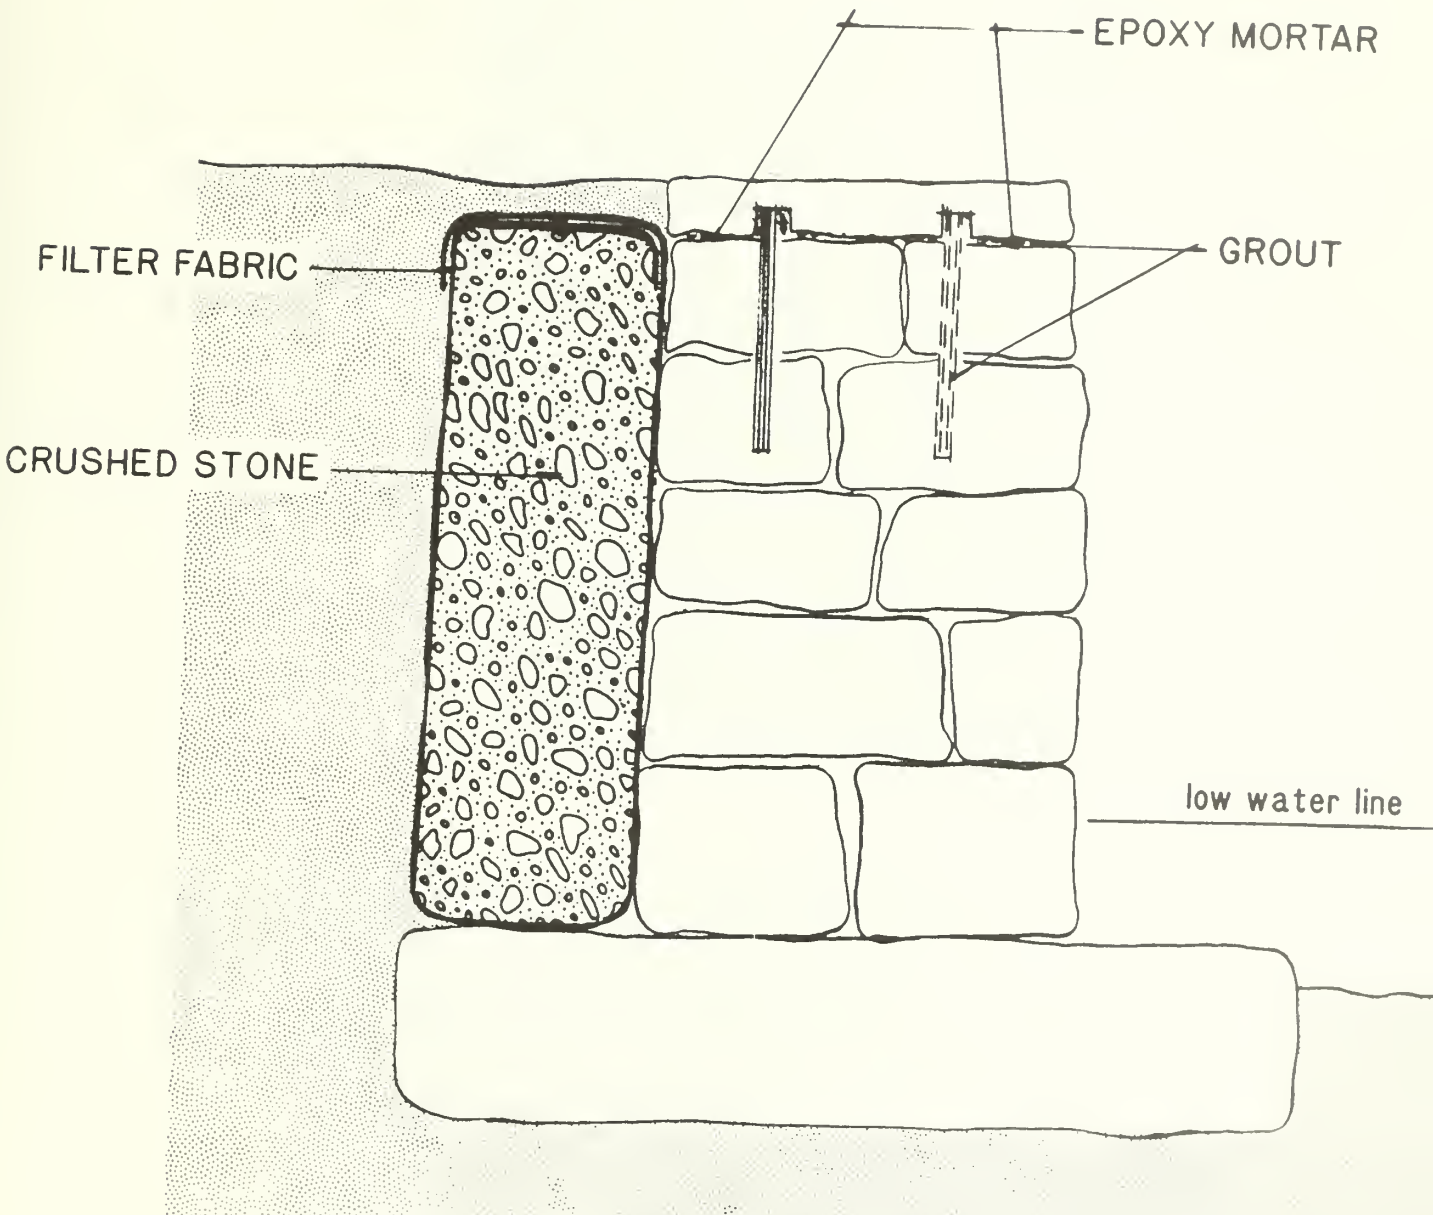 EPOXY MORTAR
GROUT
FILTER FABRIC
CRUSHED STONE
low water line